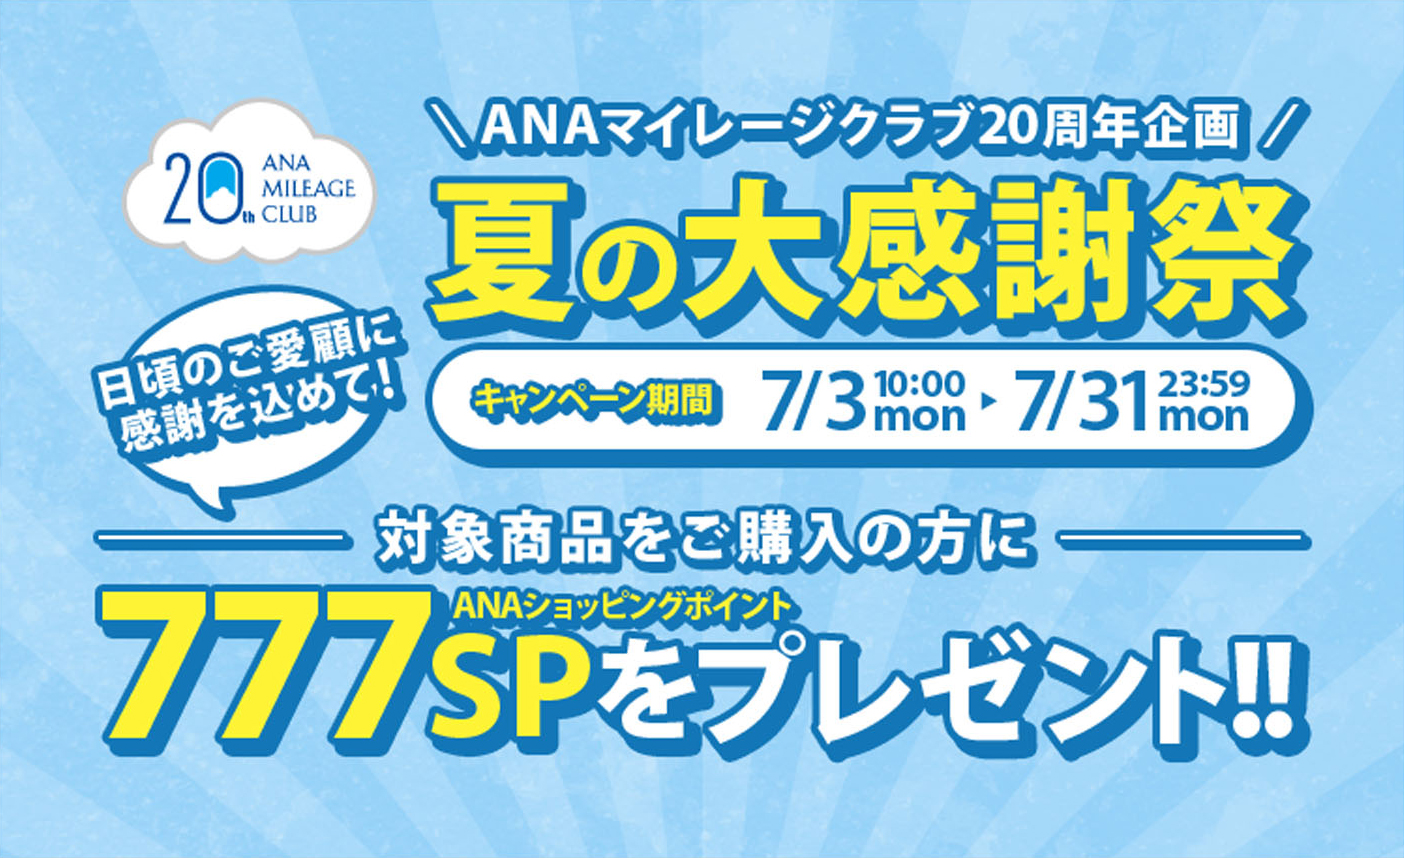 20th
ANA
MILEAGE
CLUB
\ ANAマイレージクラブ20周年企画 /
夏の大感謝祭
日頃のご愛顧に
感謝を込めて!
キャンペーン期間 7/3 10:00 mon ▶ 7/31 23:59 mon
対象商品をご購入の方に
ANAショッピングポイント
777SPをプレゼント!!